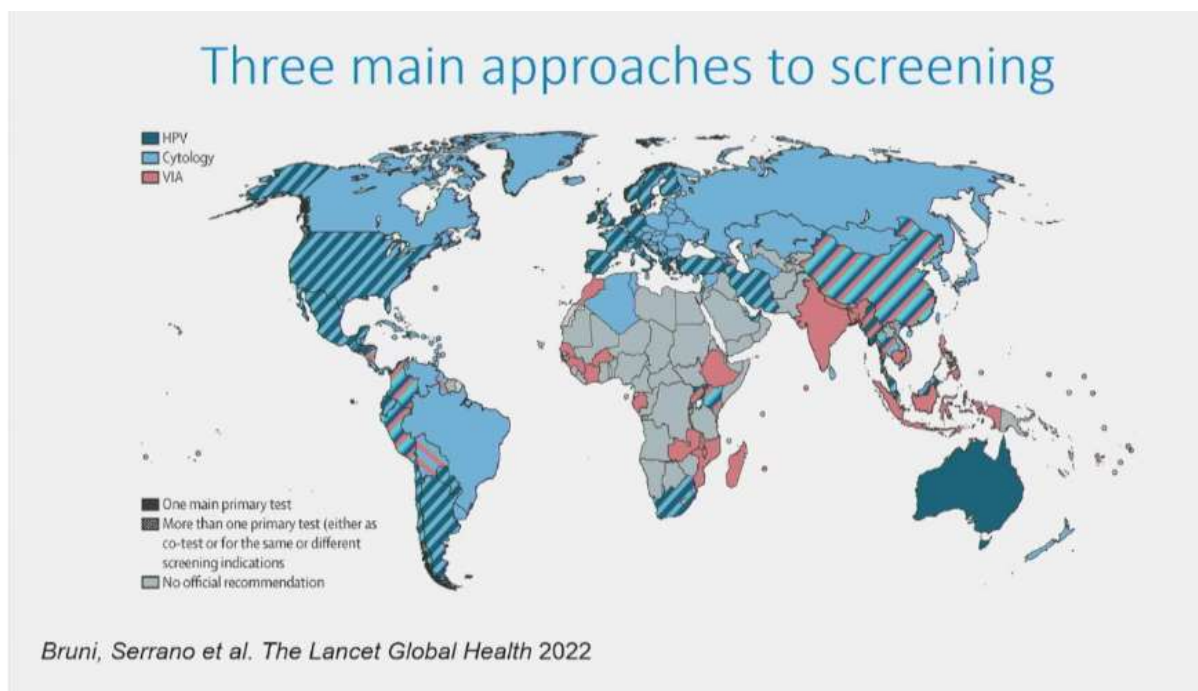 Three main approaches to screening
HPV
Cytology
VIA
One main primary test
More than one primary test (either as
co-test or for the same or different
screening indications
No official recommendation
Bruni, Serrano et al. The Lancet Global Health 2022